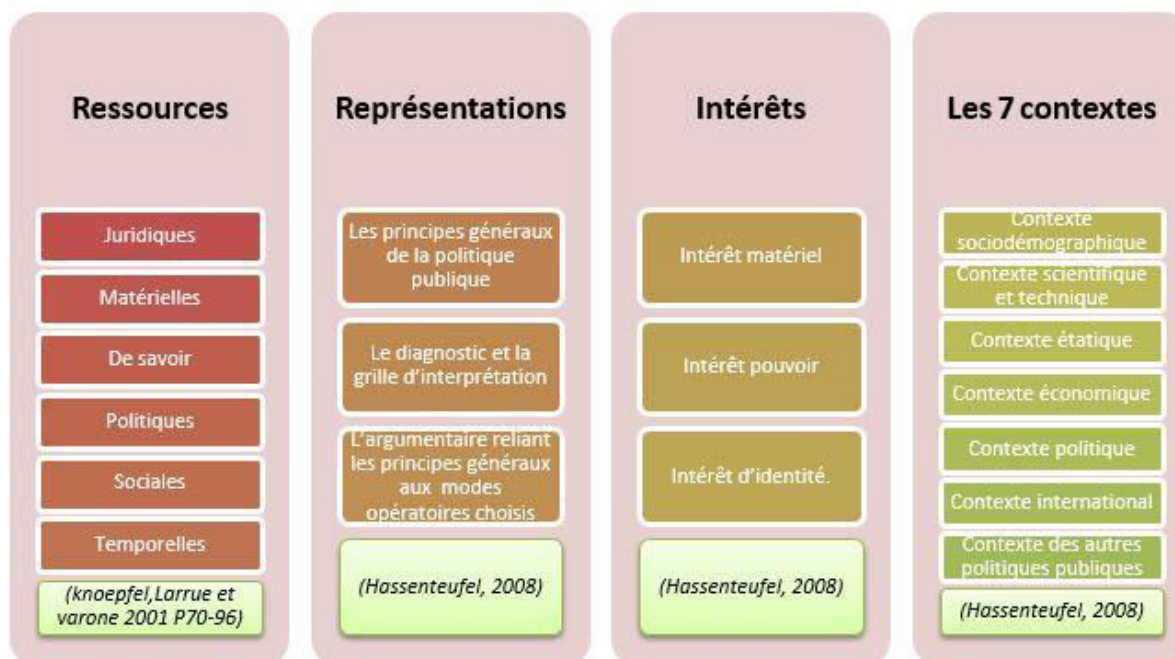 Ressources
Juridiques
Matérielles
De savoir
Politiques
Sociales
Temporelles
(knoepfel,Larrue et
varone 2001 P70-96)
Représentations
Les principes généraux
de la politique
publique
Le diagnostic et la
grille d'interprétation
L'argumentaire reliant
les principes généraux
aux modes
opératoires choisis
(Hassenteufel, 2008)
Intérêts
Intérêt matériel
Intérêt pouvoir
Intérêt d'identité.
(Hassenteufel, 2008)
Les 7 contextes
Contexte
sociodémographique
Contexte scientifique
et technique
Contexte étatique
Contexte économique
Contexte politique
Contexte international
Contexte des autres
politiques publiques
(Hassenteufel, 2008)